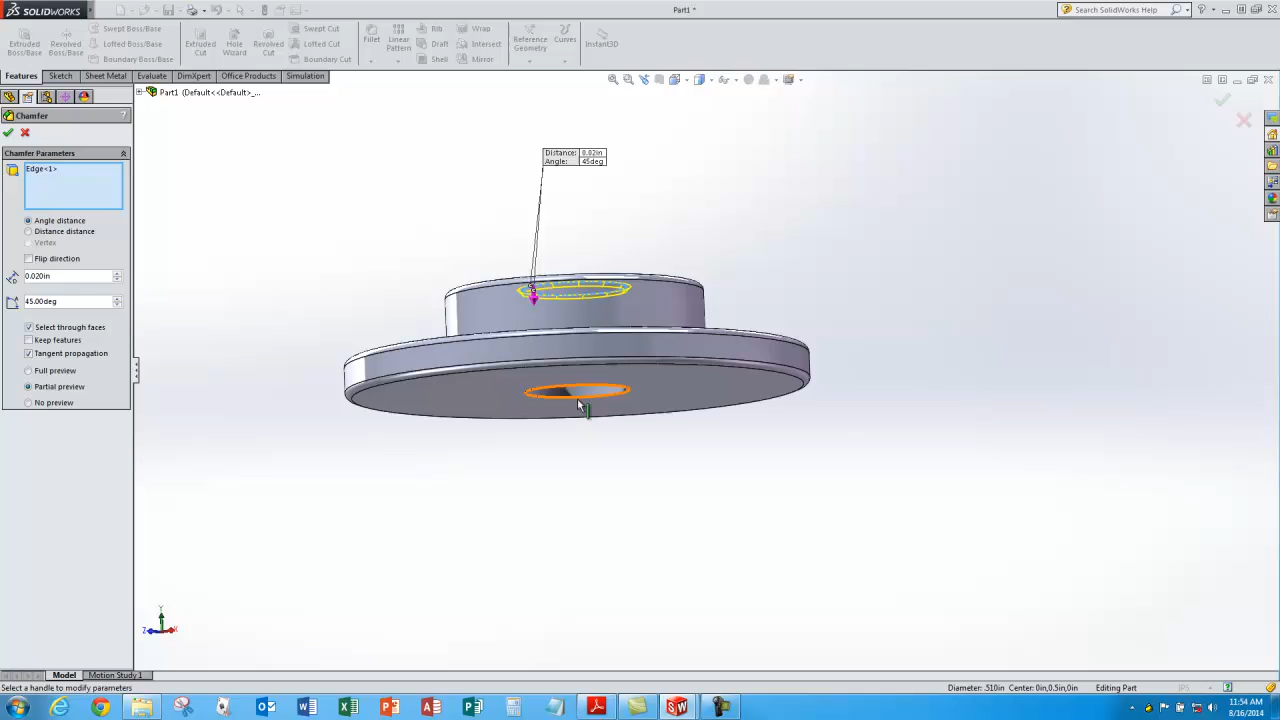 SOLIDWORKS
Part1 *
Search SolidWorks Help
Extruded Boss/Base
Revolved Boss/Base
Swept Boss/Base
Lofted Boss/Base
Boundary Boss/Base
Extruded Cut
Hole Wizard
Revolved Cut
Swept Cut
Lofted Cut
Boundary Cut
Fillet
Linear Pattern
Rib
Draft
Shell
Wrap
Intersect
Mirror
Reference Geometry
Curves
Instant3D
Features
Sketch
Sheet Metal
Evaluate
DimXpert
Office Products
Simulation
Part1 (Default<<Default>_...
Chamfer
?
Chamfer Parameters
Edge<1>
Angle distance
Distance distance
Vertex
Flip direction
0.020in
45.00deg
Select through faces
Keep features
Tangent propagation
Full preview
Partial preview
No preview
Distance: 0.02in
Angle: 45deg
Y
Z
X
Model
Motion Study 1
Select a handle to modify parameters
Diameter: .510in Center: 0in,0.5in,0in
Editing Part
IPS
11:54 AM
8/16/2014